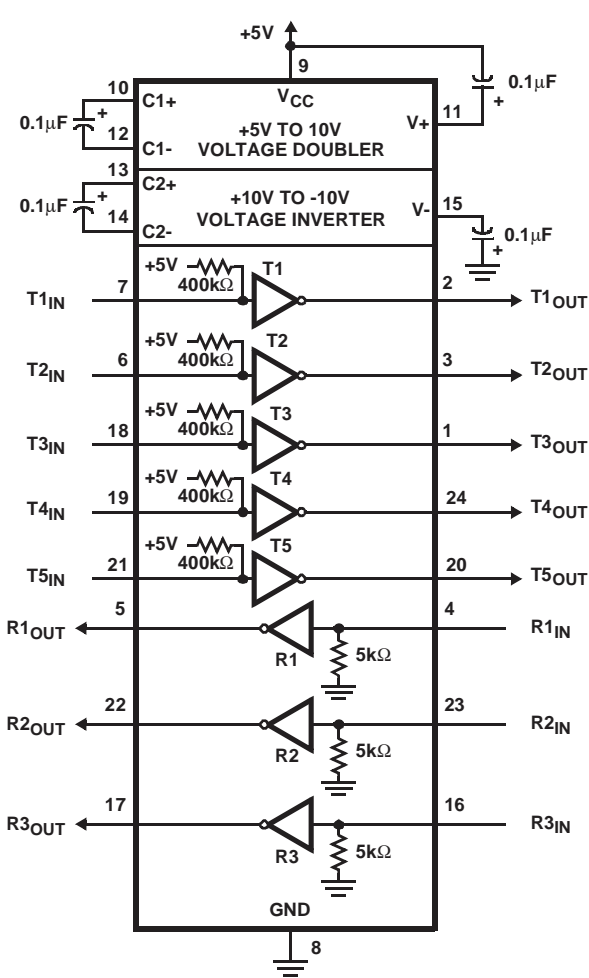 +5V
9
10
C1+
VCC
0.1μF
+
0.1μF
+
+5V TO 10V
VOLTAGE DOUBLER
V+
11
12
C1-
13
C2+
0.1μF
+
+10V TO -10V
VOLTAGE INVERTER
V-
15
14
C2-
0.1μF
+
+5V
400kΩ
T1
T1IN
7
2
T1OUT
+5V
400kΩ
T2
T2IN
6
3
T2OUT
+5V
400kΩ
T3
T3IN
18
1
T3OUT
+5V
400kΩ
T4
T4IN
19
24
T4OUT
+5V
400kΩ
T5
T5IN
21
20
T5OUT
R1OUT
5
4
R1IN
R1
5kΩ
R2OUT
22
23
R2IN
R2
5kΩ
R3OUT
17
16
R3IN
R3
5kΩ
GND
8